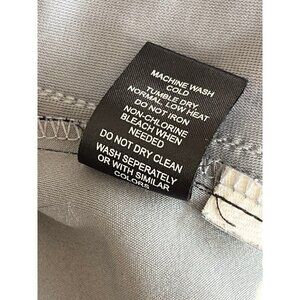 MACHINE WASH
COLD
TUMBLE DRY
NORMAL, LOW HEAT
DO NOT IRON
NON-CHLORINE
BLEACH WHEN
NEEDED
DO NOT DRY CLEAN
WASH SEPERATELY
OR WITH SIMILAR
COLORS